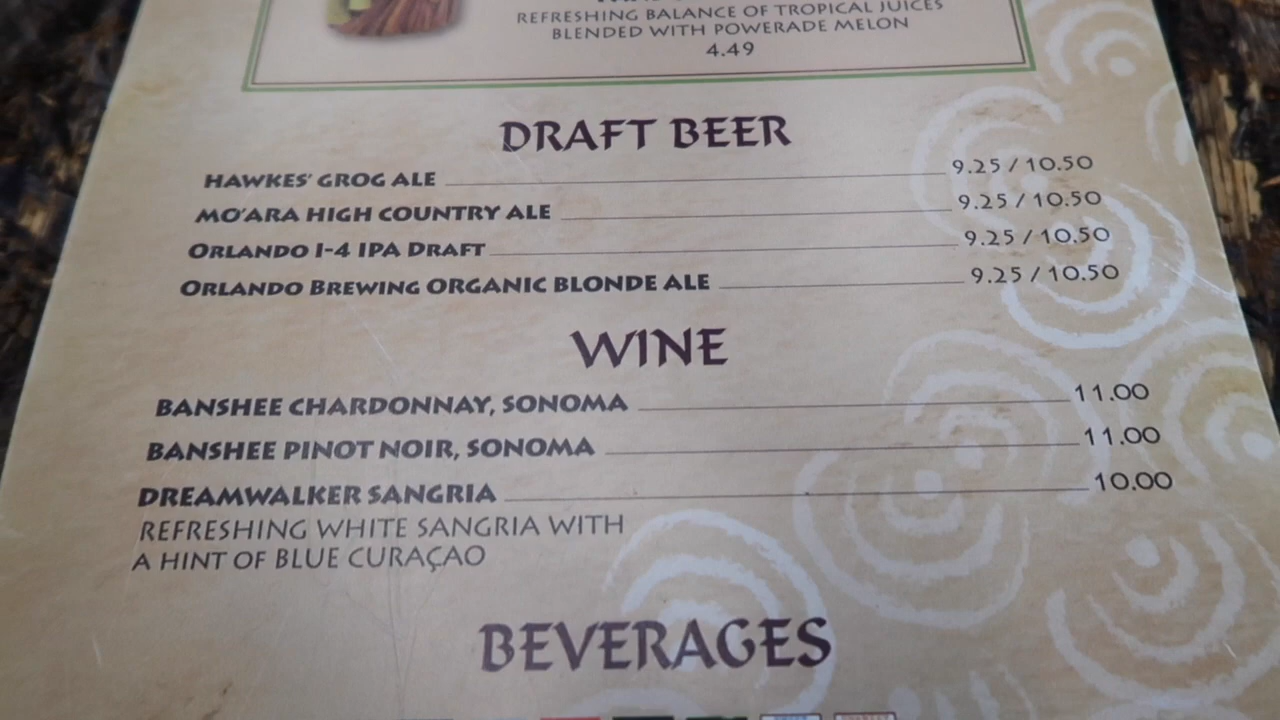 REFRESHING BALANCE OF TROPICAL JUICES
BLENDED WITH POWERADE MELON
4.49
DRAFT BEER
HAWKES' GROG ALE 9.25 / 10.50
MO'ARA HIGH COUNTRY ALE 9.25 / 10.50
ORLANDO I-4 IPA DRAFT 9.25 / 10.50
ORLANDO BREWING ORGANIC BLONDE ALE 9.25 / 10.50
WINE
BANSHEE CHARDONNAY, SONOMA 11.00
BANSHEE PINOT NOIR, SONOMA 11.00
DREAMWALKER SANGRIA 10.00
REFRESHING WHITE SANGRIA WITH
A HINT OF BLUE CURAÇAO
BEVERAGES